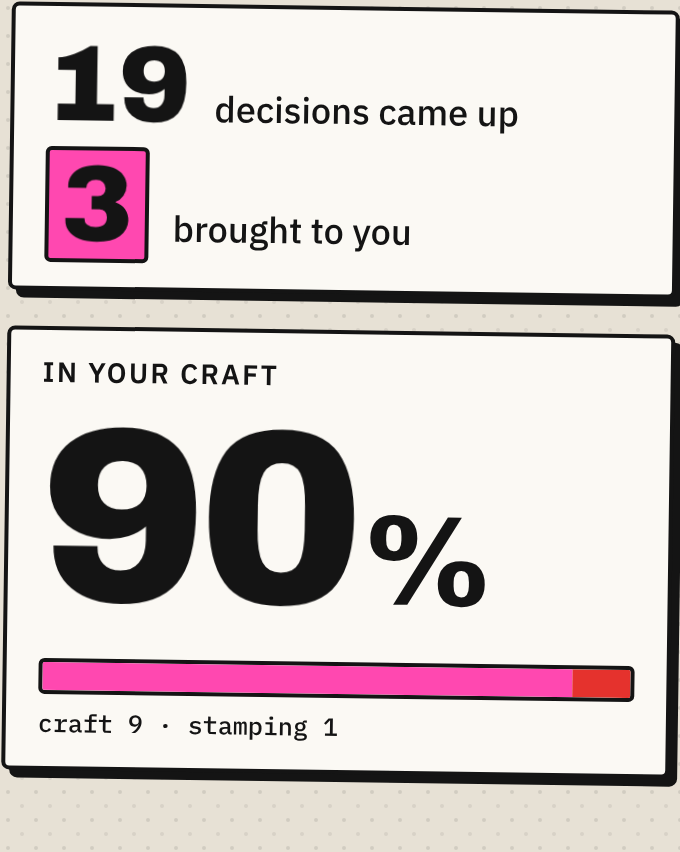 19 decisions came up
3 brought to you
IN YOUR CRAFT
90%
craft 9 · stamping 1